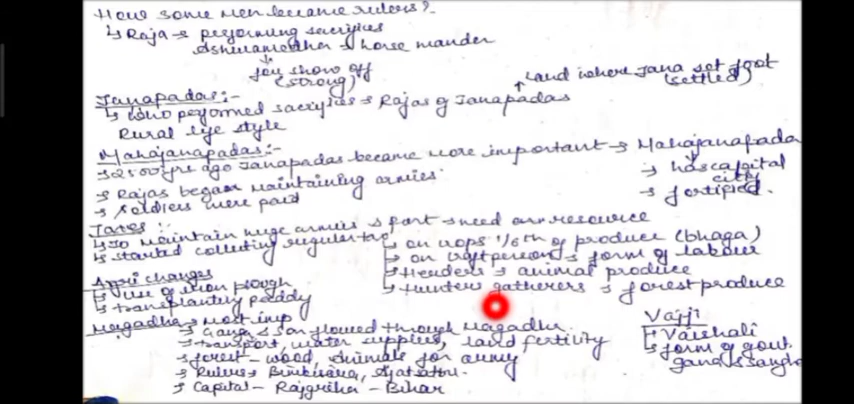 How some men became rulers?
↳ Raja → performing sacrifices
Ashwamedha → horse wander
↓
for show off
(strong)
↑ Land where Jana set foot
(settled)
Janapadas:-
↳ who performed sacrifices → Rajas of Janapadas
Rural life style
Mahajanapadas:-
→ 2500 yrs ago Janapadas became more important → Mahajanapada
→ has capital
city
→ Rajas began maintaining armies.
→ fortified.
→ Soldiers were paid
Taxes:-
↳ To maintain huge armies & fort → need resource
↳ started collecting regular tax
↳ on crops 1/6th of produce (bhaga)
↳ on craftperson → form of labour
↳ Herders → animal produce
↳ Hunters gatherers → forest produce
Agri changes
↳ Use of iron plough
↳ transplanting paddy
Magadha → Most imp
→ Ganga & Son flowed through Magadha.
→ transport, water supplies, land fertility
→ forest - wood, animals for army
→ Rulers → Bimbisara, Ajatsattu.
→ Capital - Rajgriha - Bihar
Vajji
↳ Vaishali
↳ form of govt.
gana & sangha